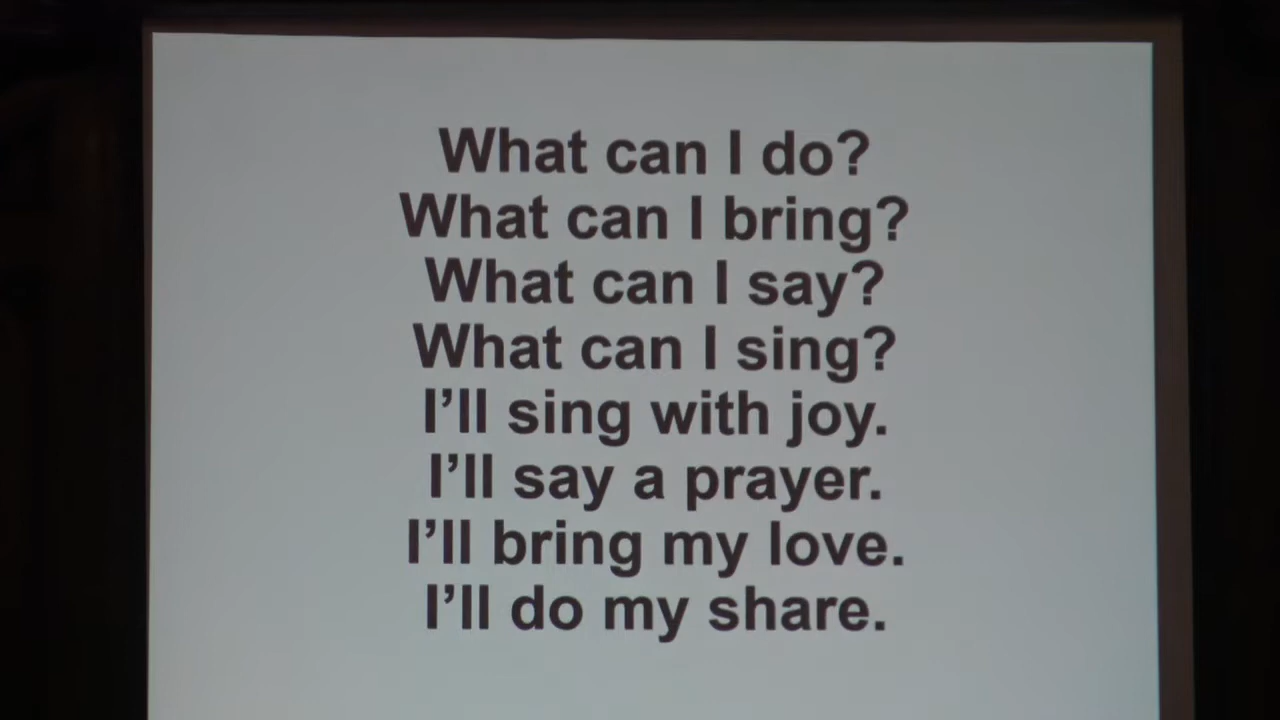 What can I do?
What can I bring?
What can I say?
What can I sing?
I’ll sing with joy.
I’ll say a prayer.
I’ll bring my love.
I’ll do my share.